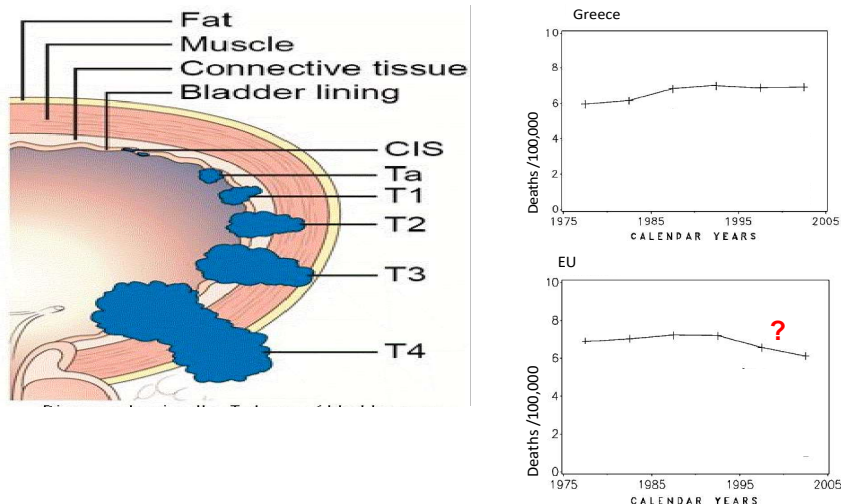 Fat
Muscle
Connective tissue
Bladder lining
CIS
Ta
T1
T2
T3
T4
Greece
Deaths /100,000
10
8
6
4
2
0
1975 1985 1995 2005
CALENDAR YEARS
EU
Deaths /100,000
10
8
6
4
2
0
?
1975 1985 1995 2005
CALENDAR YEARS